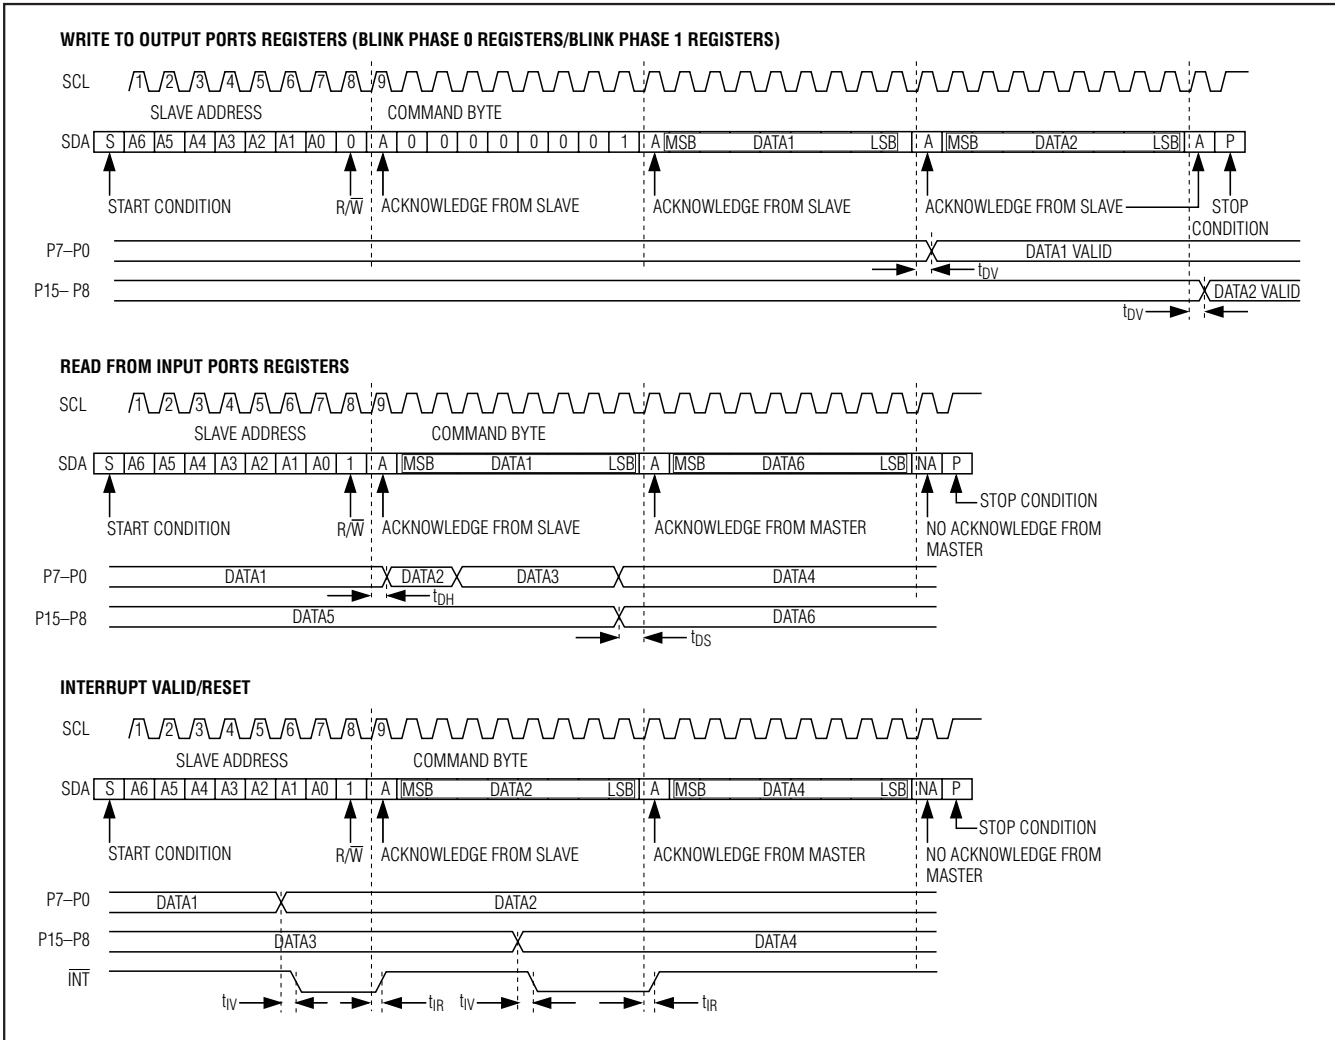 WRITE TO OUTPUT PORTS REGISTERS (BLINK PHASE 0 REGISTERS/BLINK PHASE 1 REGISTERS)
SCL 1 2 3 4 5 6 7 8 9
SLAVE ADDRESS COMMAND BYTE
SDA S A6 A5 A4 A3 A2 A1 A0 0 A 0 0 0 0 0 0 0 1 A MSB DATA1 LSB A MSB DATA2 LSB A P
START CONDITION R/W̅ ACKNOWLEDGE FROM SLAVE ACKNOWLEDGE FROM SLAVE ACKNOWLEDGE FROM SLAVE STOP
CONDITION
P7–P0 DATA1 VALID
tDV
P15– P8 DATA2 VALID
tDV
READ FROM INPUT PORTS REGISTERS
SCL 1 2 3 4 5 6 7 8 9
SLAVE ADDRESS COMMAND BYTE
SDA S A6 A5 A4 A3 A2 A1 A0 1 A MSB DATA1 LSB A MSB DATA6 LSB NA P
STOP CONDITION
START CONDITION R/W̅ ACKNOWLEDGE FROM SLAVE ACKNOWLEDGE FROM MASTER NO ACKNOWLEDGE FROM
MASTER
P7–P0 DATA1 DATA2 DATA3 DATA4
tDH
P15–P8 DATA5 DATA6
tDS
INTERRUPT VALID/RESET
SCL 1 2 3 4 5 6 7 8 9
SLAVE ADDRESS COMMAND BYTE
SDA S A6 A5 A4 A3 A2 A1 A0 1 A MSB DATA2 LSB A MSB DATA4 LSB NA P
STOP CONDITION
START CONDITION R/W̅ ACKNOWLEDGE FROM SLAVE ACKNOWLEDGE FROM MASTER NO ACKNOWLEDGE FROM
MASTER
P7–P0 DATA1 DATA2
P15–P8 DATA3 DATA4
I̅N̅T̅
tIV tIR tIV tIR